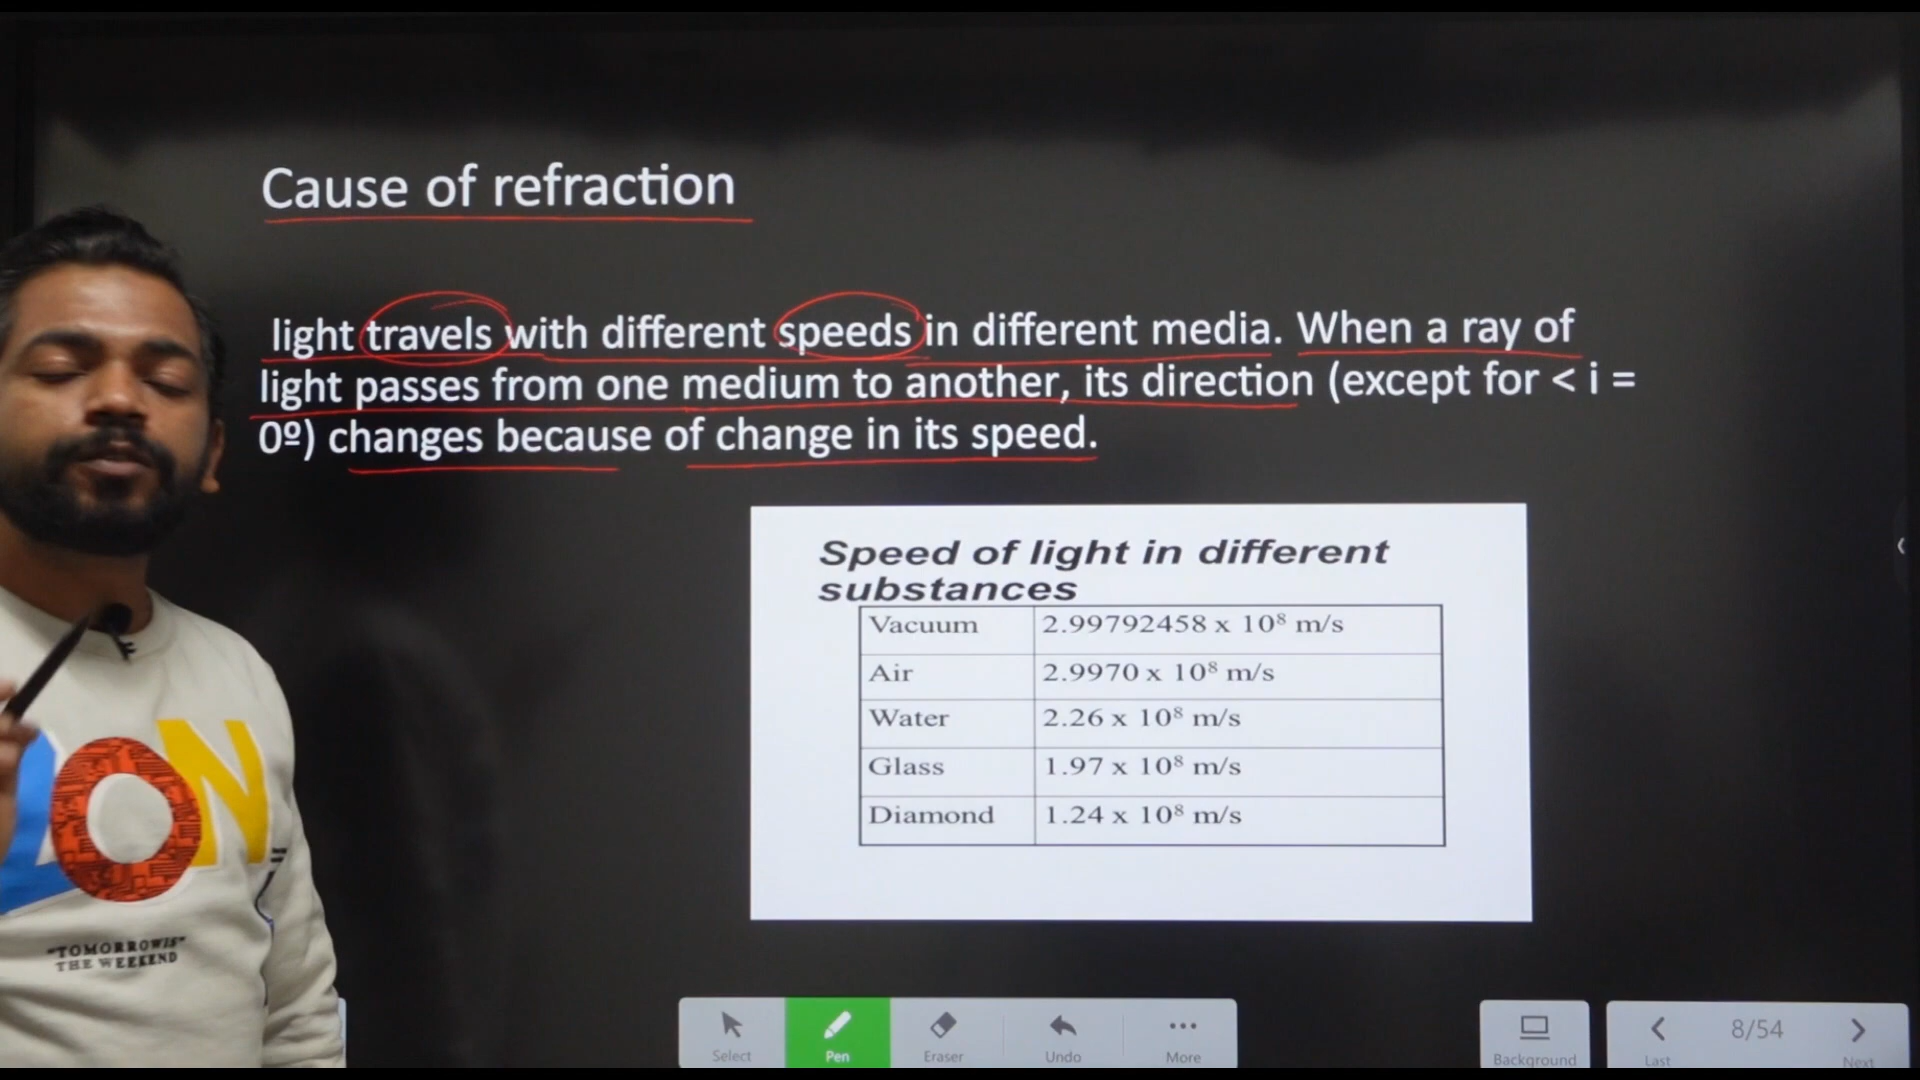 Cause of refraction
light travels with different speeds in different media. When a ray of
light passes from one medium to another, its direction (except for < i =
0º) changes because of change in its speed.
Speed of light in different
substances
Vacuum 2.99792458 x 10⁸ m/s
Air 2.9970 x 10⁸ m/s
Water 2.26 x 10⁸ m/s
Glass 1.97 x 10⁸ m/s
Diamond 1.24 x 10⁸ m/s
ON
"TOMORROW IS"
THE WEEKEND
Select Pen Eraser Undo More
Background
Last 8/54 Next